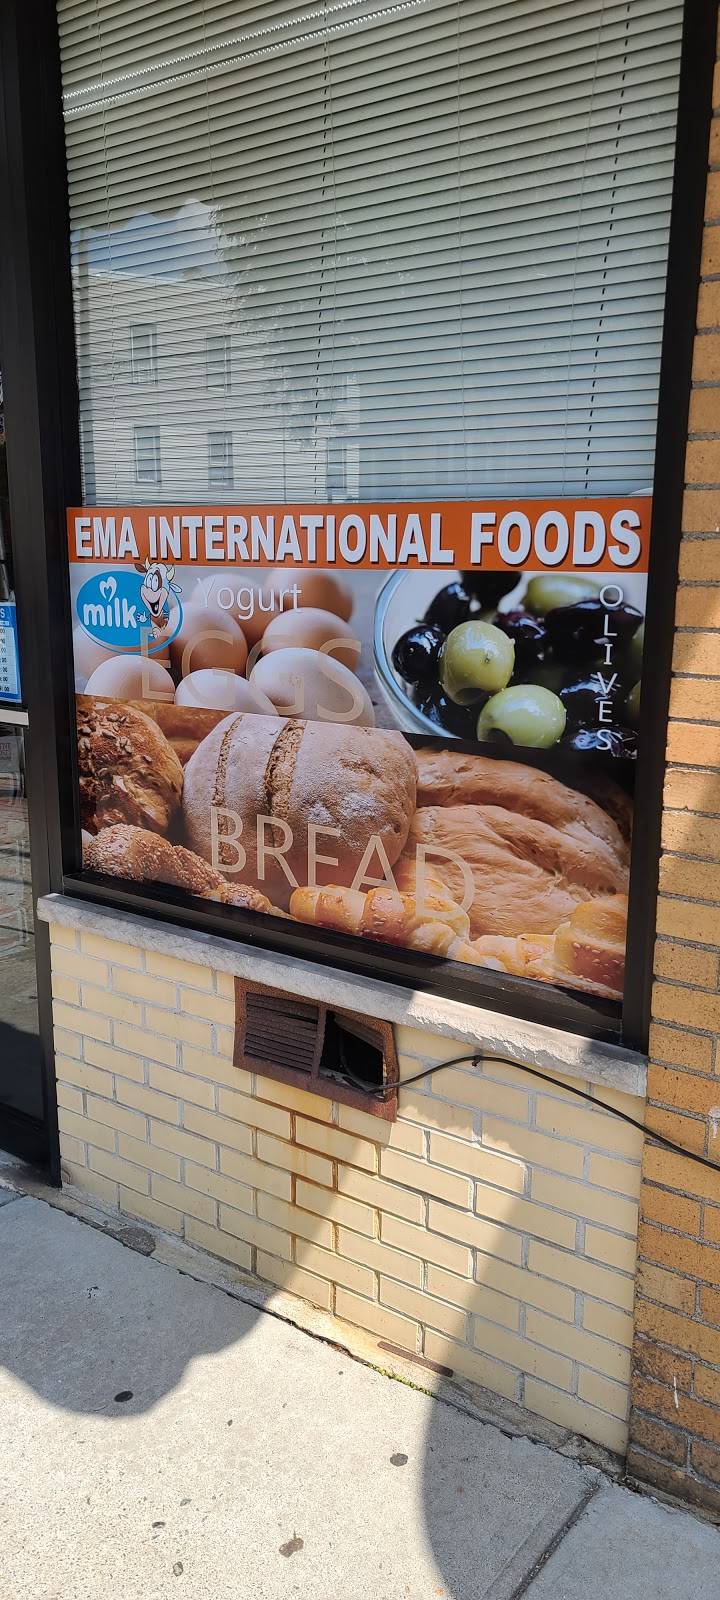 EMA INTERNATIONAL FOODS
milk
Yogurt
EGGS
OLIVES
BREAD